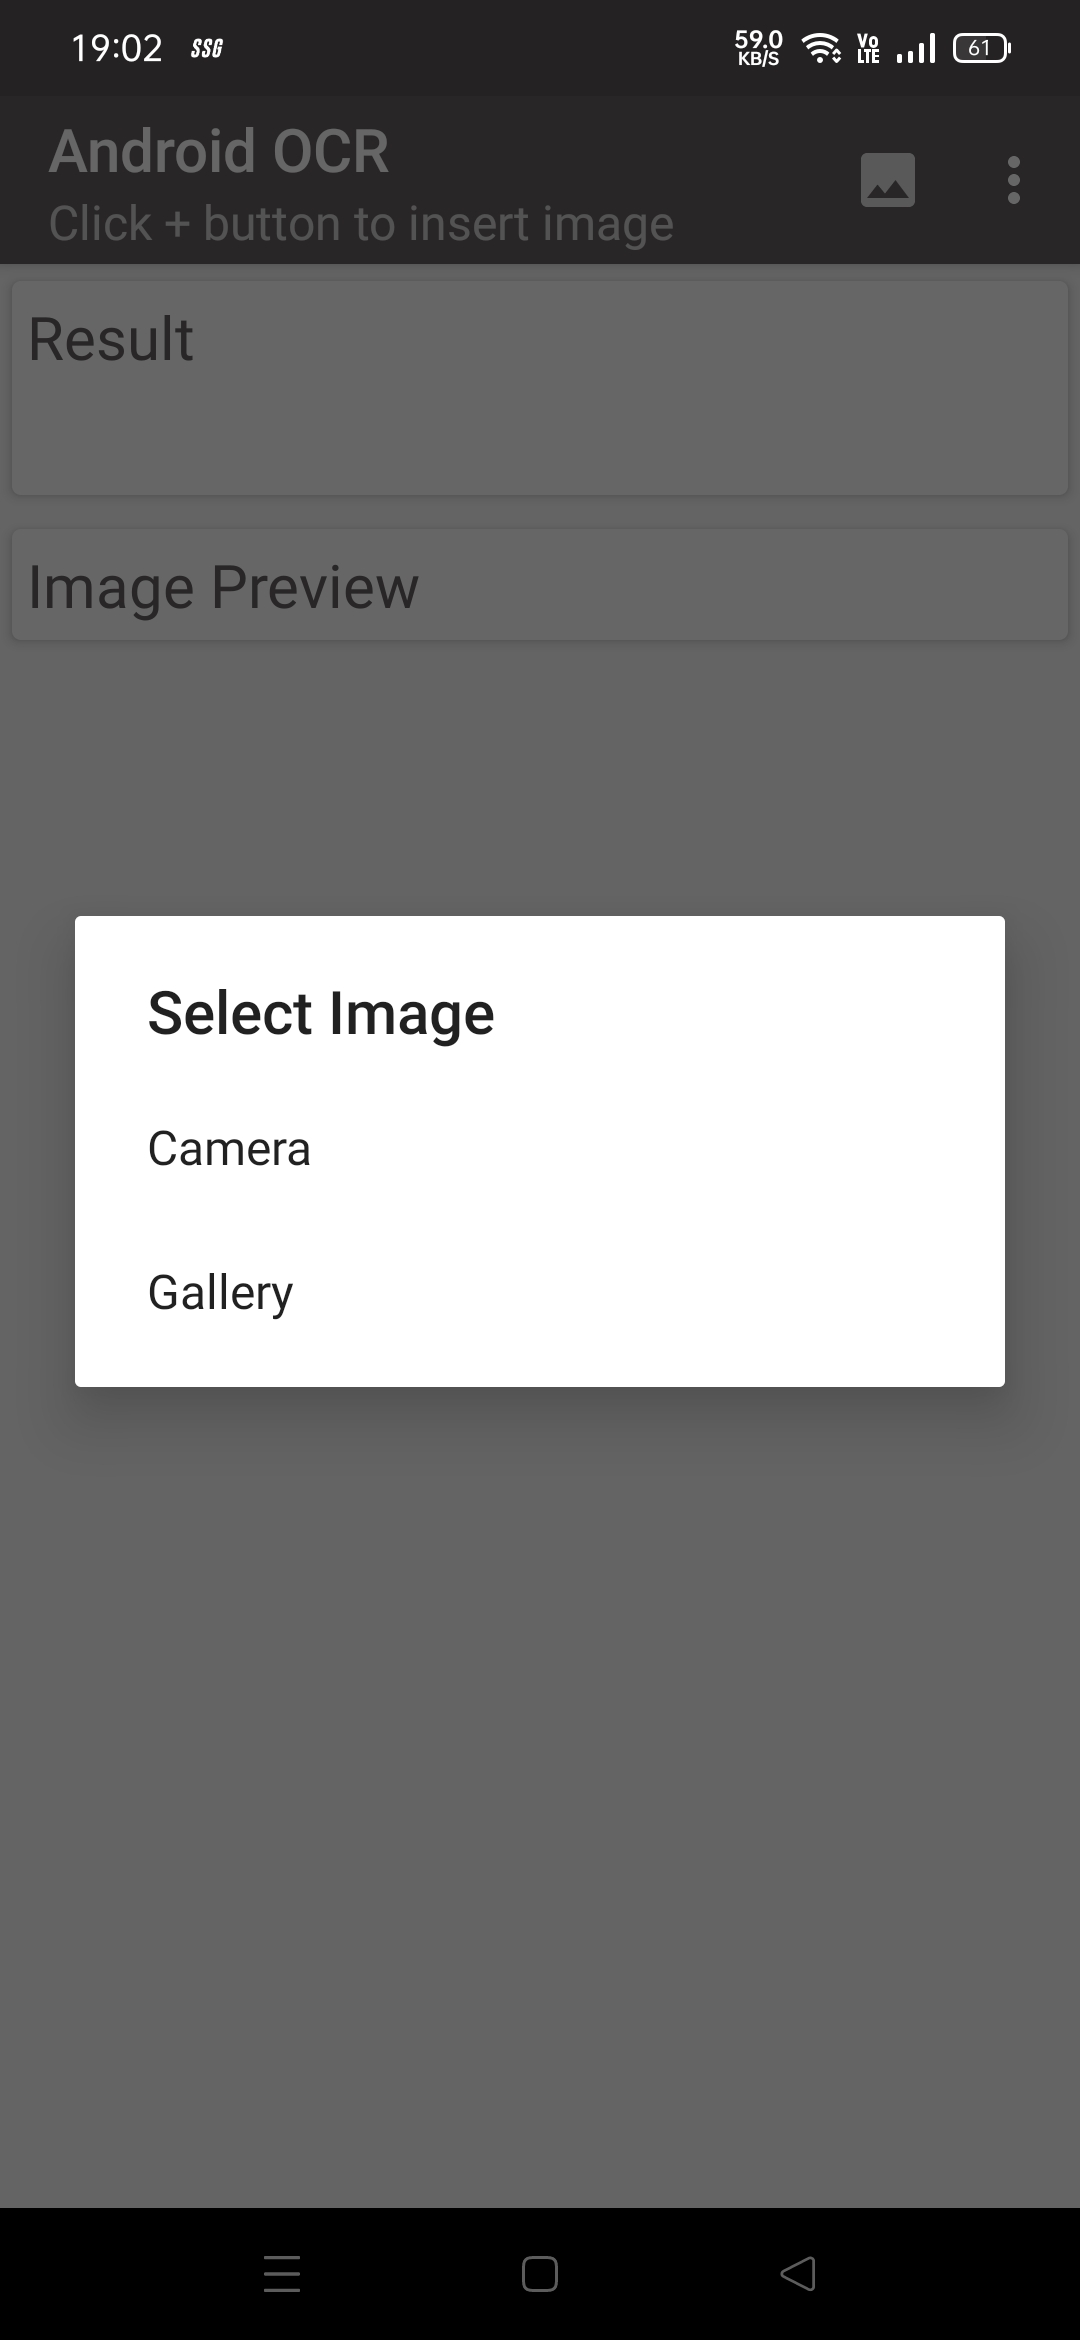 19:02 SSG 59.0 KB/S Vo LTE 61
Android OCR
Click + button to insert image
Result
Image Preview
Select Image
Camera
Gallery